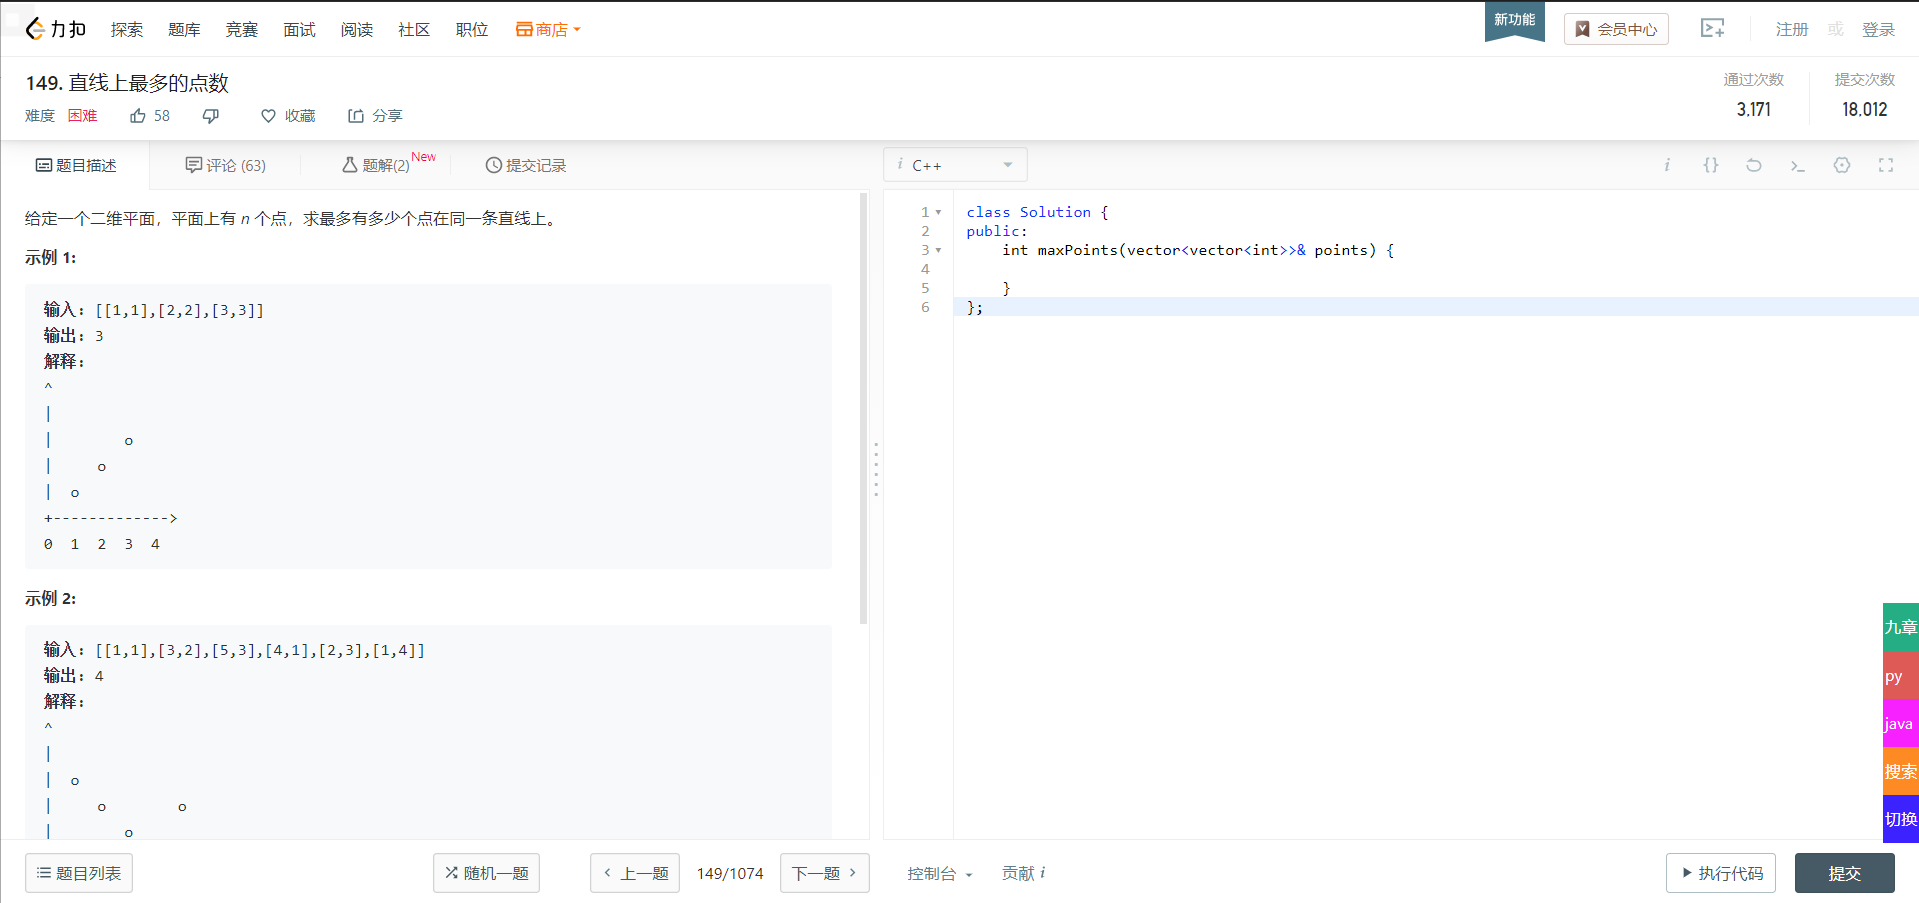 力扣 探索 题库 竞赛 面试 阅读 社区 职位 商店 新功能 会员中心 注册 或 登录
149. 直线上最多的点数
难度 困难 58 收藏 分享
通过次数 提交次数
3,171 18,012
题目描述 评论 (63) 题解(2) New 提交记录
i C++
i {}
给定一个二维平面，平面上有 n 个点，求最多有多少个点在同一条直线上。
示例 1:
输入: [[1,1],[2,2],[3,3]]
输出: 3
解释:
^
|
|        o
|     o
|  o
+------------->
0  1  2  3  4
示例 2:
输入: [[1,1],[3,2],[5,3],[4,1],[2,3],[1,4]]
输出: 4
解释:
^
|
|  o
|     o        o
|        o
1 class Solution {
2 public:
3     int maxPoints(vector<vector<int>>& points) {
4
5     }
6 };
九章
py
java
搜索
切换
题目列表 随机一题 上一题 149/1074 下一题 控制台 贡献 i 执行代码 提交